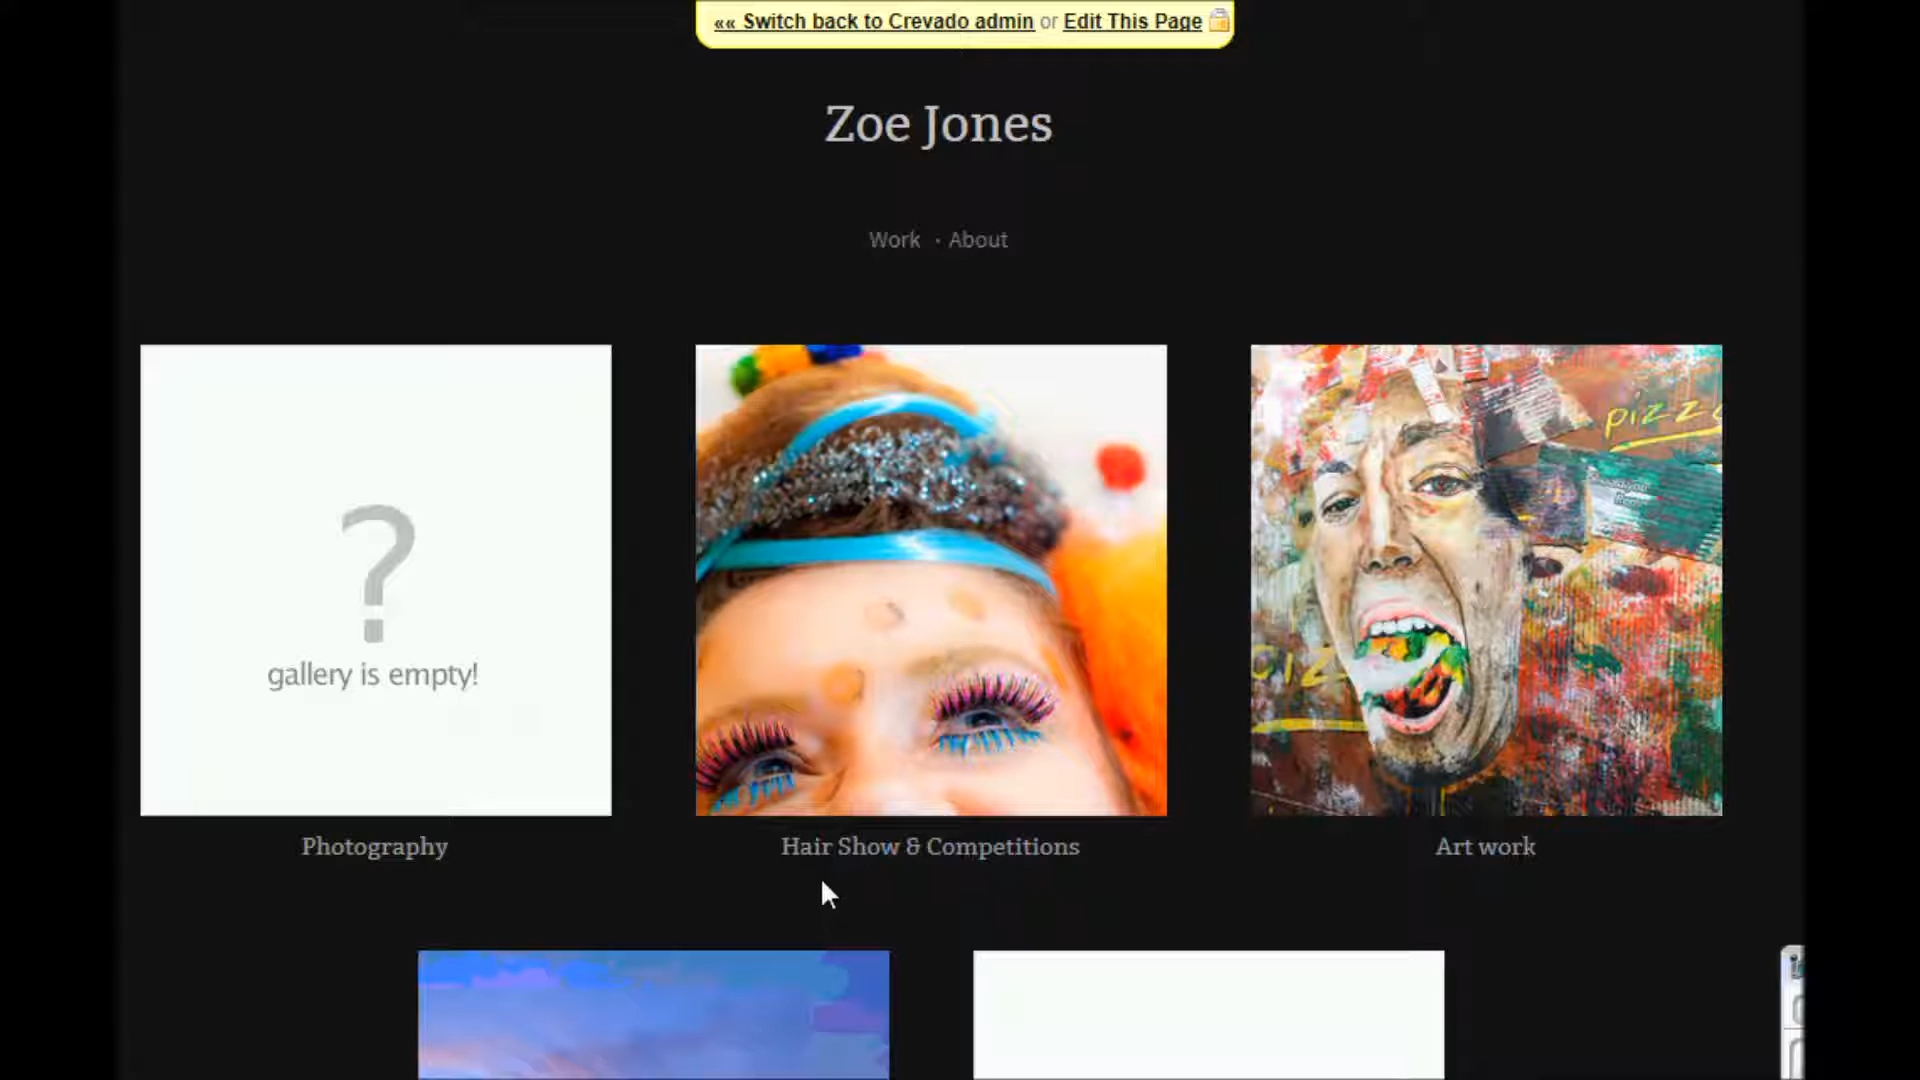 «« Switch back to Crevado admin or Edit This Page
Zoe Jones
Work · About
?
gallery is empty!
Photography
Hair Show & Competitions
Art work